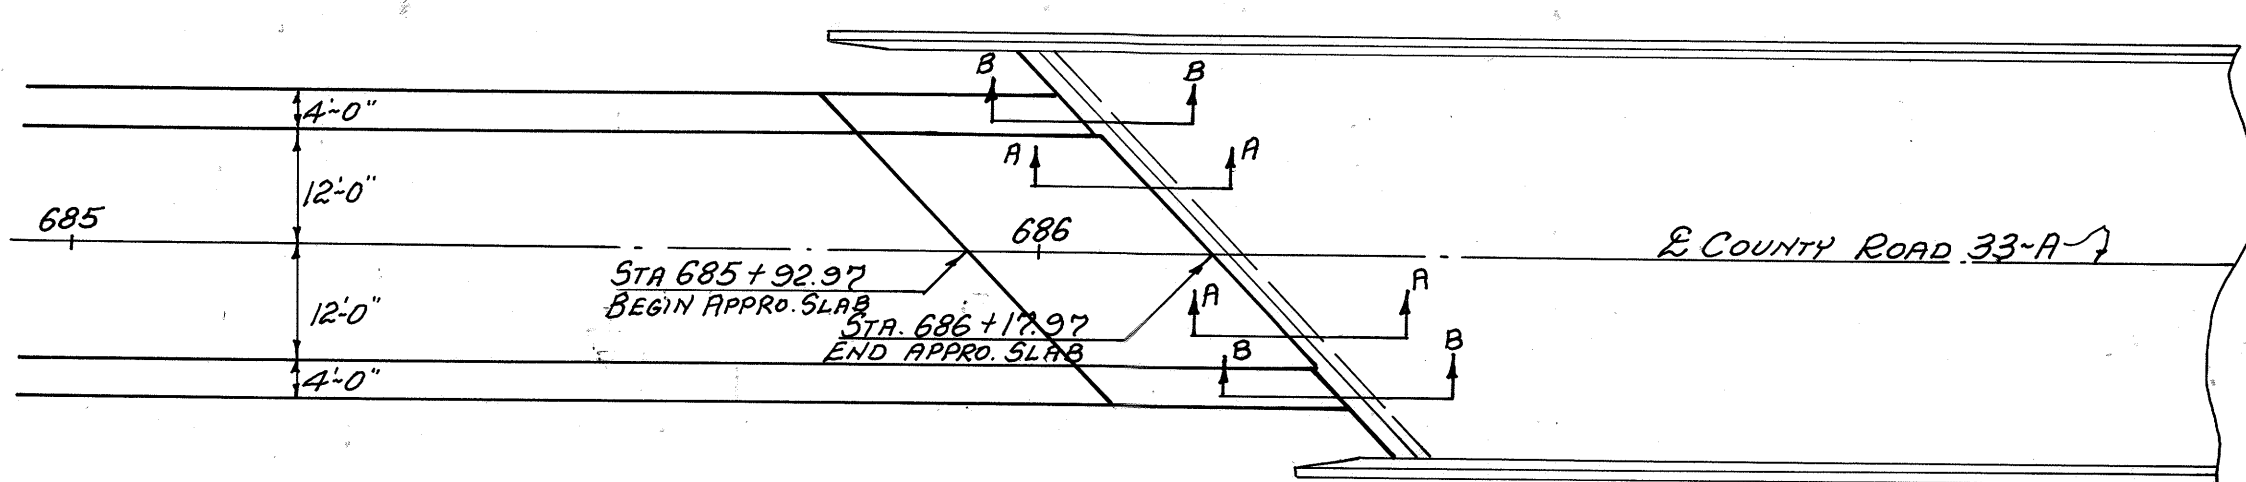 B B
4'-0"
A A
12'-0"
685
686
℄ COUNTY ROAD 33-A
STA 685+92.97
BEGIN APPRO. SLAB
12'-0"
A A
STA. 686+17.97
END APPRO. SLAB
B B
4'-0"